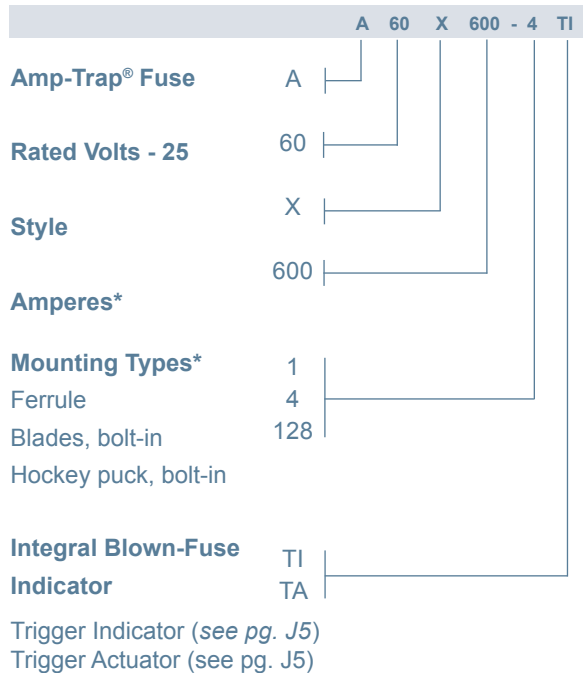 A 60 X 600 - 4 TI
Amp-Trap® Fuse A
Rated Volts - 25 60
Style X
Amperes* 600
Mounting Types* 1
Ferrule 4
Blades, bolt-in 128
Hockey puck, bolt-in
Integral Blown-Fuse TI
Indicator TA
Trigger Indicator (see pg. J5)
Trigger Actuator (see pg. J5)